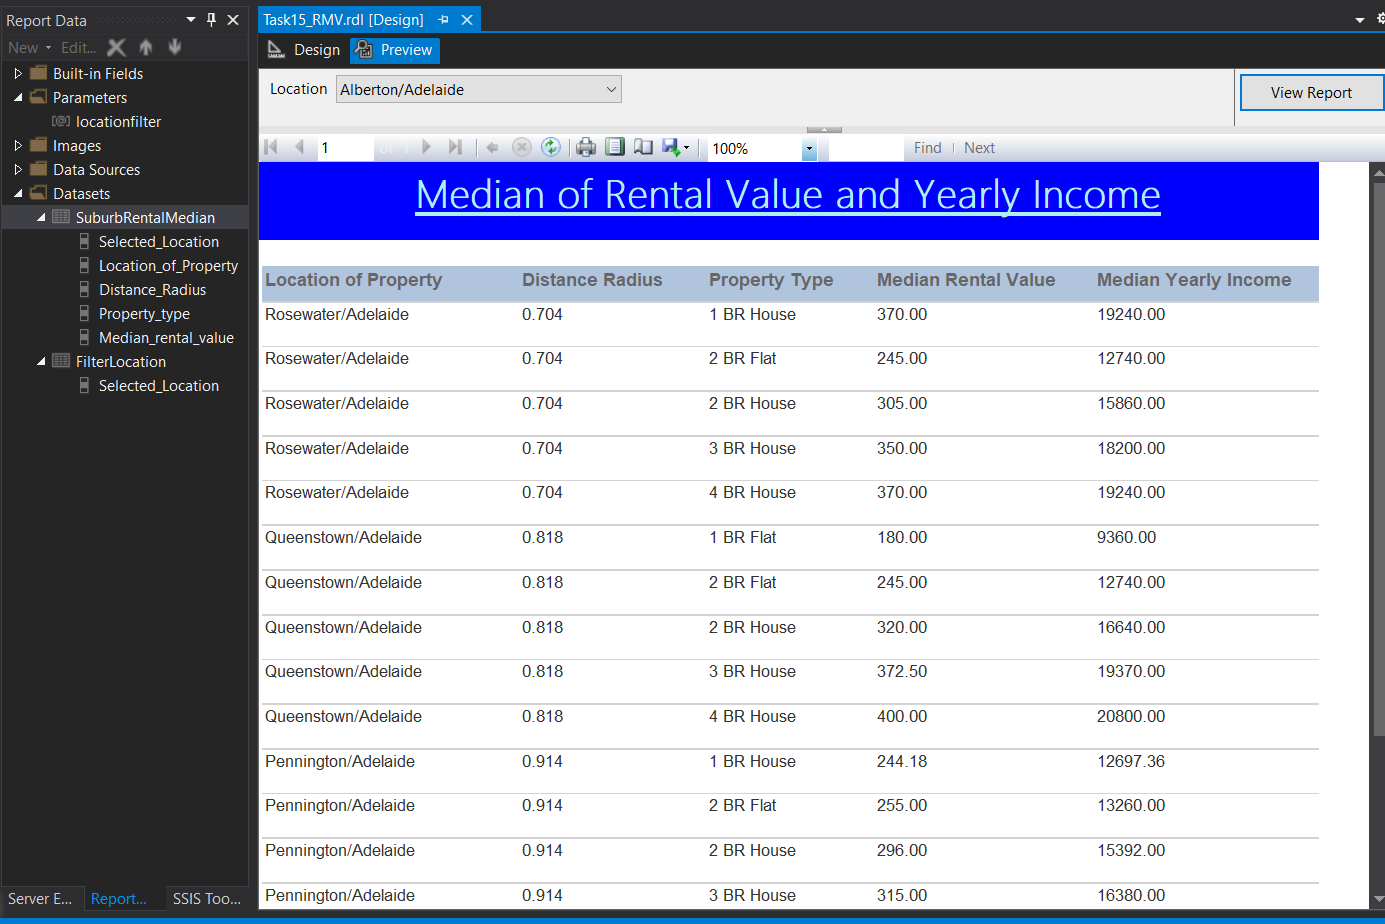 Report Data
New Edit...
Built-in Fields
Parameters
locationfilter
Images
Data Sources
Datasets
SuburbRentalMedian
Selected_Location
Location_of_Property
Distance_Radius
Property_type
Median_rental_value
FilterLocation
Selected_Location
Server E... Report... SSIS Too...
Task15_RMV.rdl [Design]
Design Preview
Location Alberton/Adelaide View Report
1 of 1 100% Find | Next
Median of Rental Value and Yearly Income
Location of Property Distance Radius Property Type Median Rental Value Median Yearly Income
Rosewater/Adelaide 0.704 1 BR House 370.00 19240.00
Rosewater/Adelaide 0.704 2 BR Flat 245.00 12740.00
Rosewater/Adelaide 0.704 2 BR House 305.00 15860.00
Rosewater/Adelaide 0.704 3 BR House 350.00 18200.00
Rosewater/Adelaide 0.704 4 BR House 370.00 19240.00
Queenstown/Adelaide 0.818 1 BR Flat 180.00 9360.00
Queenstown/Adelaide 0.818 2 BR Flat 245.00 12740.00
Queenstown/Adelaide 0.818 2 BR House 320.00 16640.00
Queenstown/Adelaide 0.818 3 BR House 372.50 19370.00
Queenstown/Adelaide 0.818 4 BR House 400.00 20800.00
Pennington/Adelaide 0.914 1 BR House 244.18 12697.36
Pennington/Adelaide 0.914 2 BR Flat 255.00 13260.00
Pennington/Adelaide 0.914 2 BR House 296.00 15392.00
Pennington/Adelaide 0.914 3 BR House 315.00 16380.00